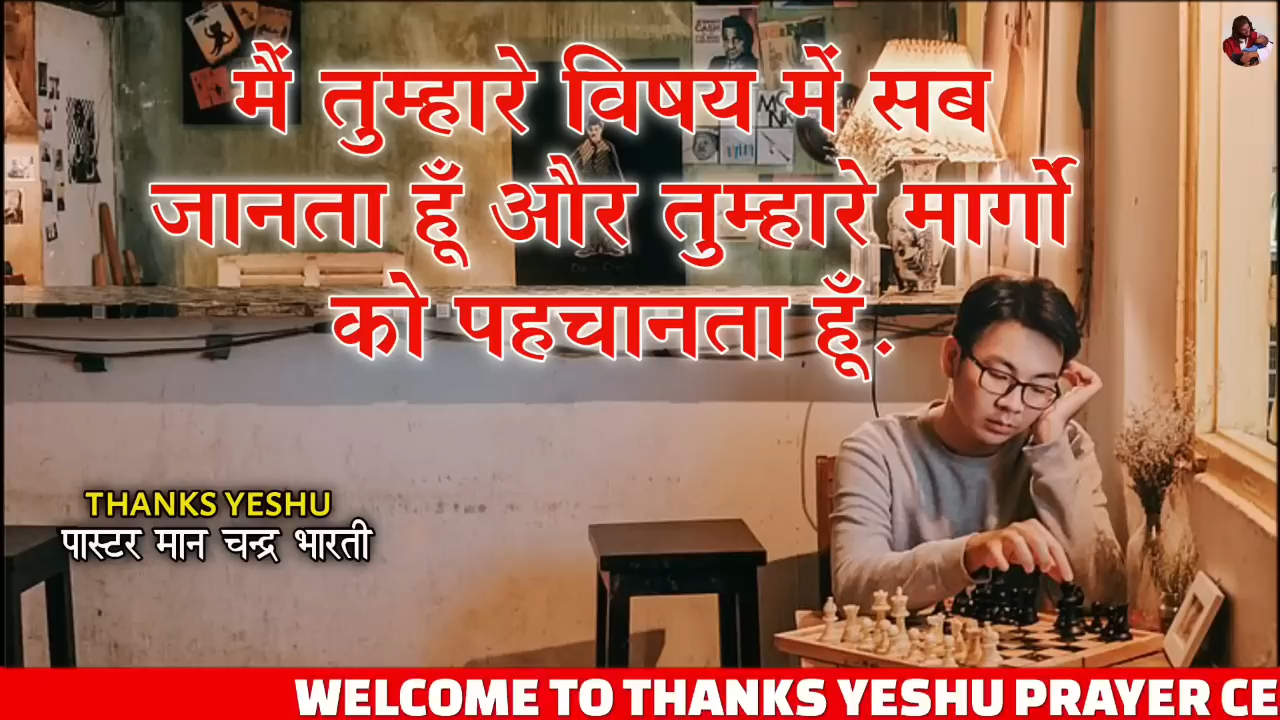 मैं तुम्हारे विषय में सब
जानता हूँ और तुम्हारे मार्गो
को पहचानता हूँ.
THANKS YESHU
पास्टर मान चन्द्र भारती
WELCOME TO THANKS YESHU PRAYER CE